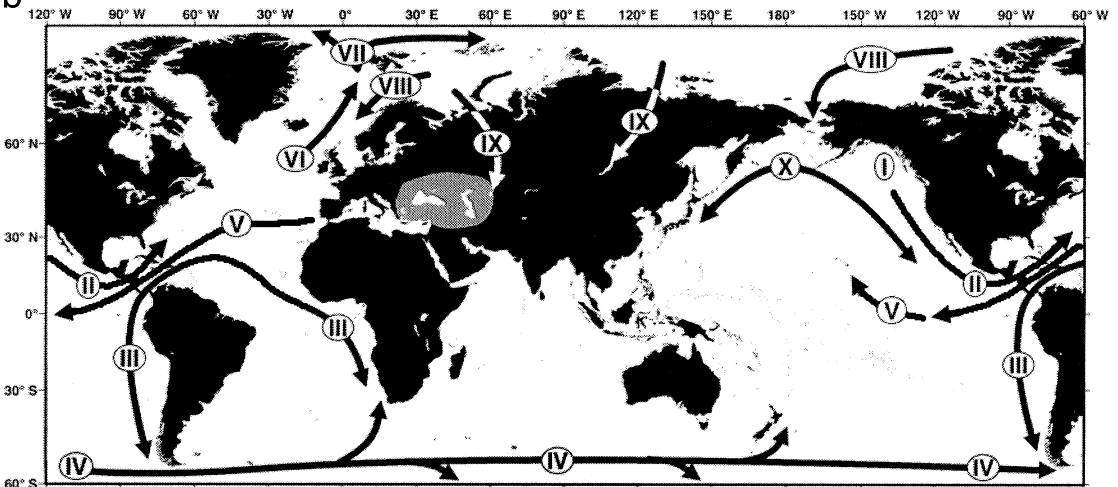 b
120° W 90° W 60° W 30° W 0° 30° E 60° E 90° E 120° E 150° E 180° 150° W 120° W 90° W 60° W
VII
VIII VIII
IX
60° N VI IX X I
V
30° N
II II
0° III V
III III
30° S
IV IV IV
60° S